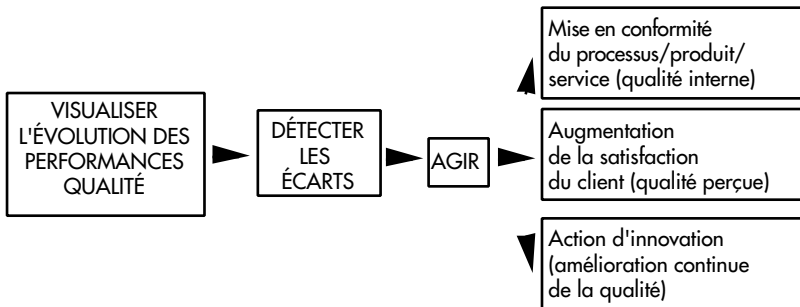 VISUALISER
L'ÉVOLUTION DES
PERFORMANCES
QUALITÉ
DÉTECTER
LES
ÉCARTS
AGIR
Mise en conformité
du processus/produit/
service (qualité interne)
Augmentation
de la satisfaction
du client (qualité perçue)
Action d'innovation
(amélioration continue
de la qualité)